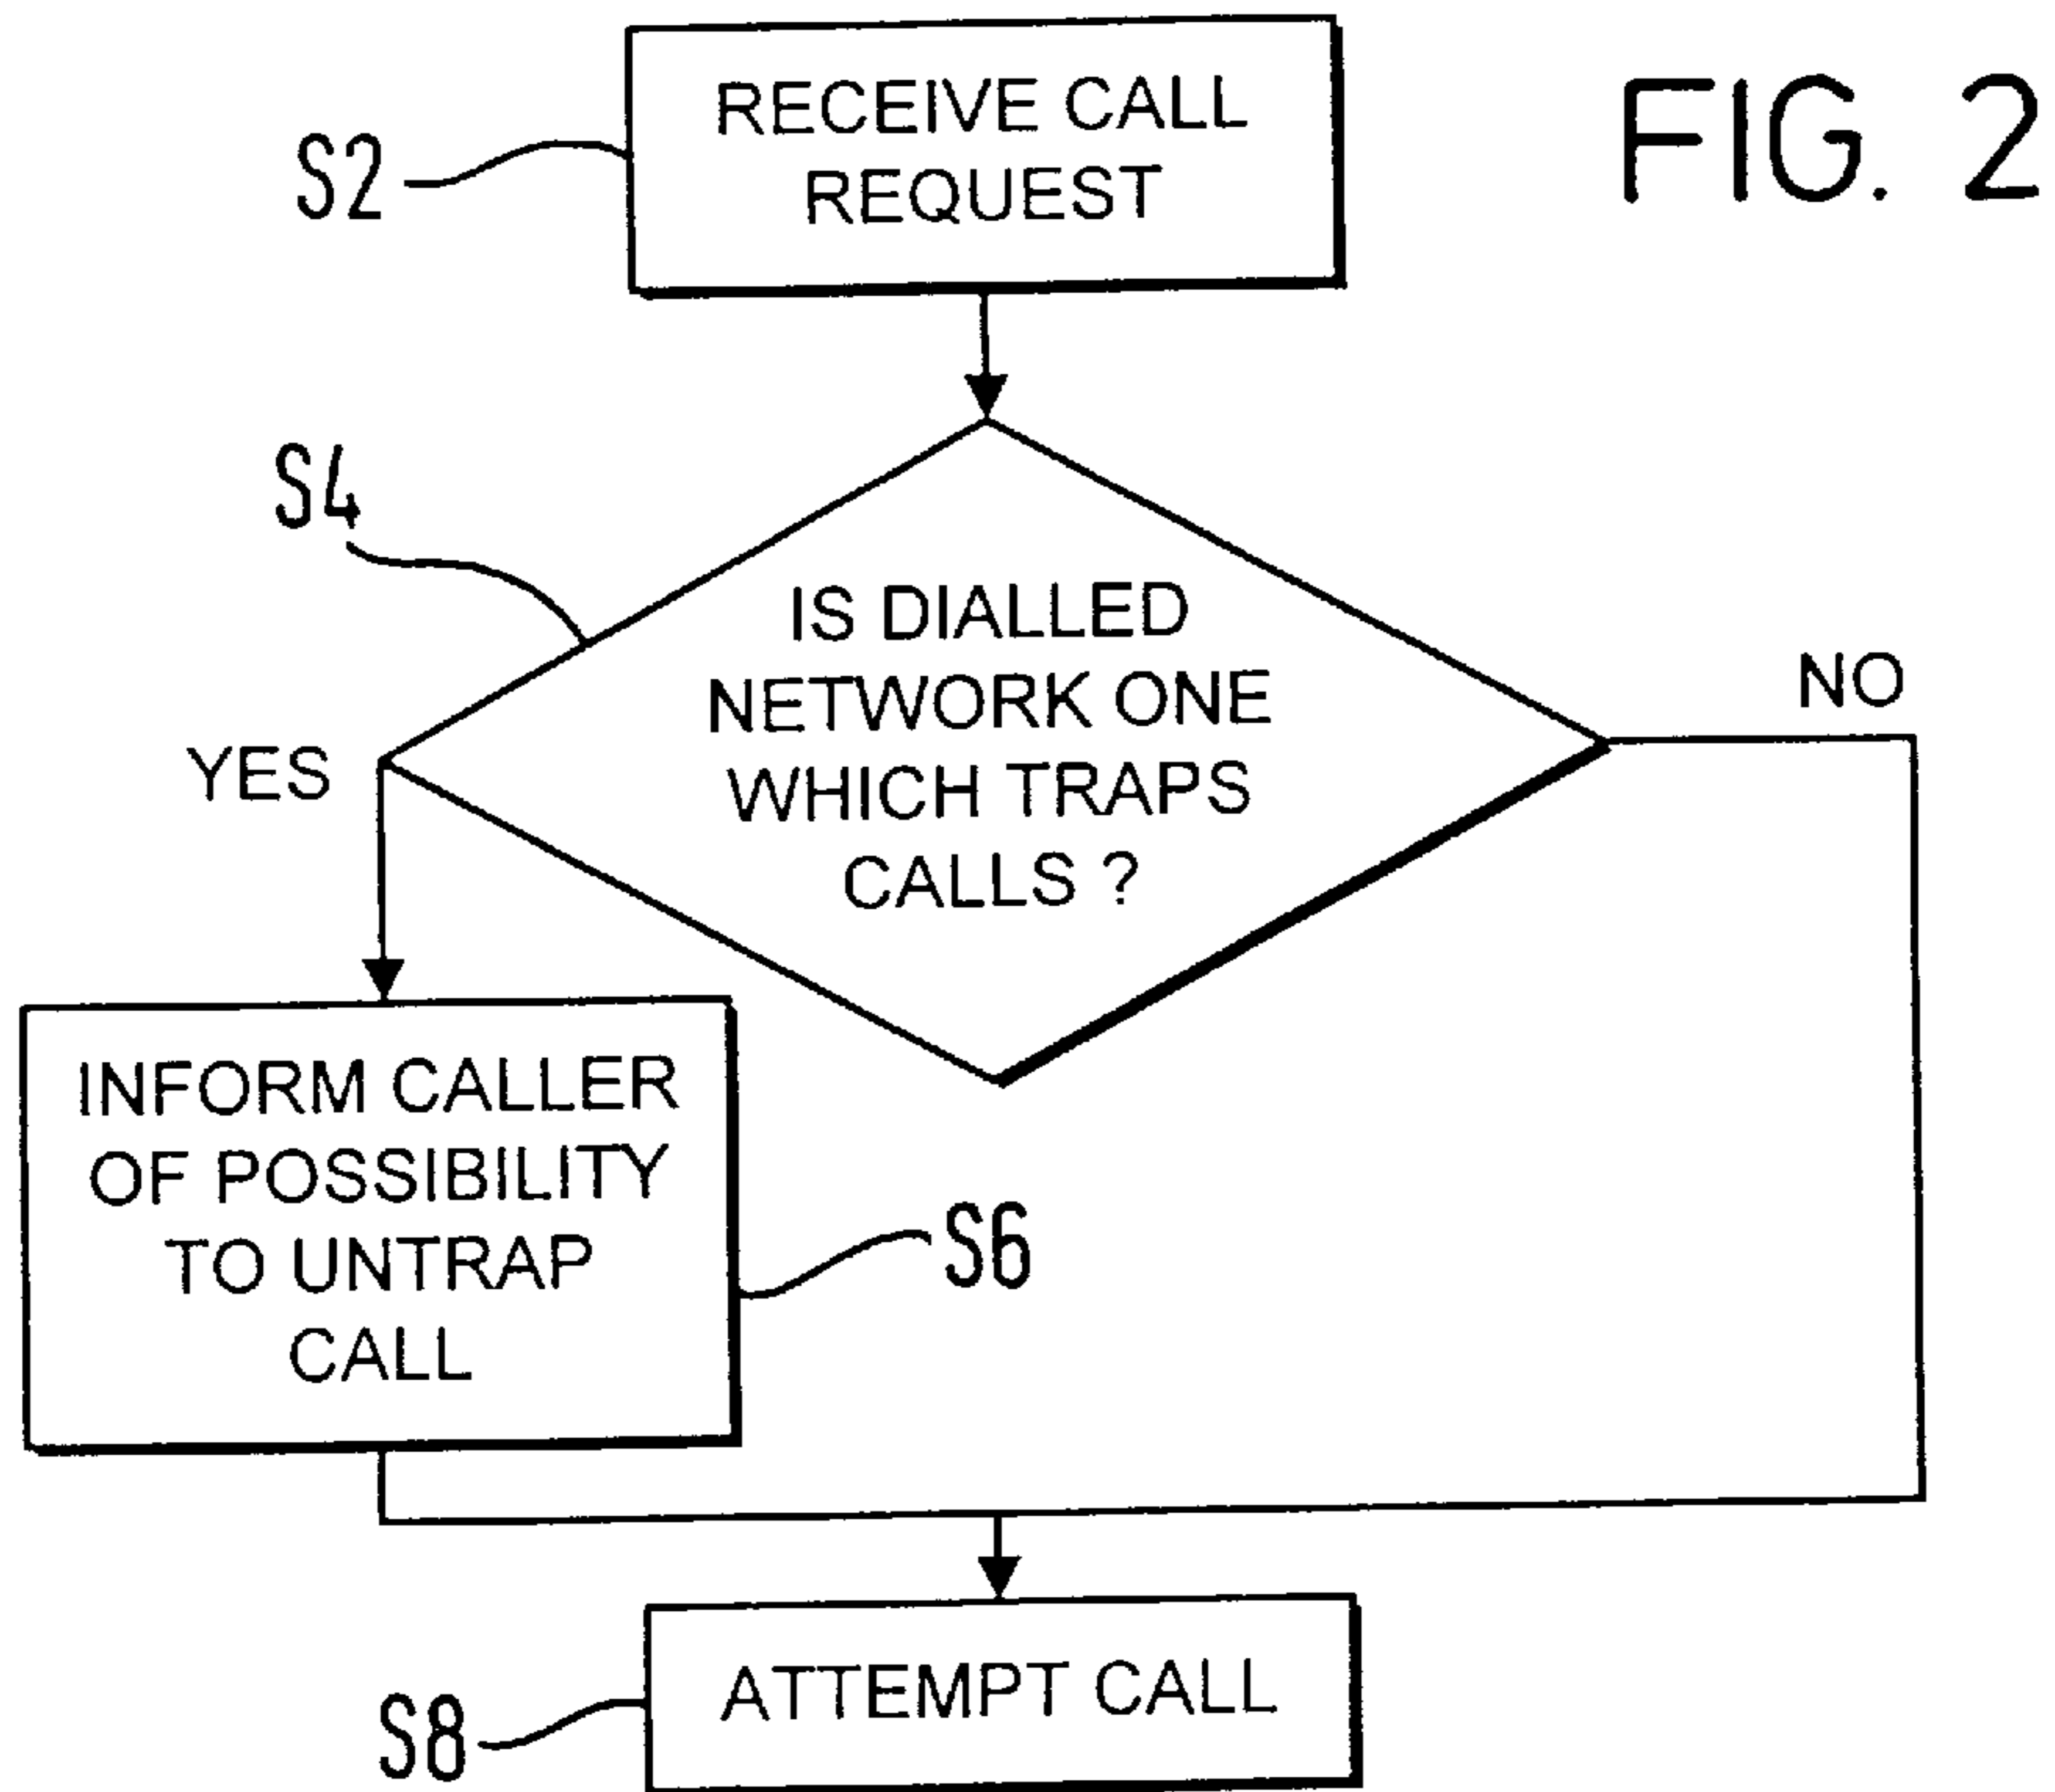 FIG. 2
S2
RECEIVE CALL
REQUEST
S4
IS DIALLED
NETWORK ONE
WHICH TRAPS
CALLS ?
YES
NO
INFORM CALLER
OF POSSIBILITY
TO UNTRAP
CALL
S6
S8
ATTEMPT CALL